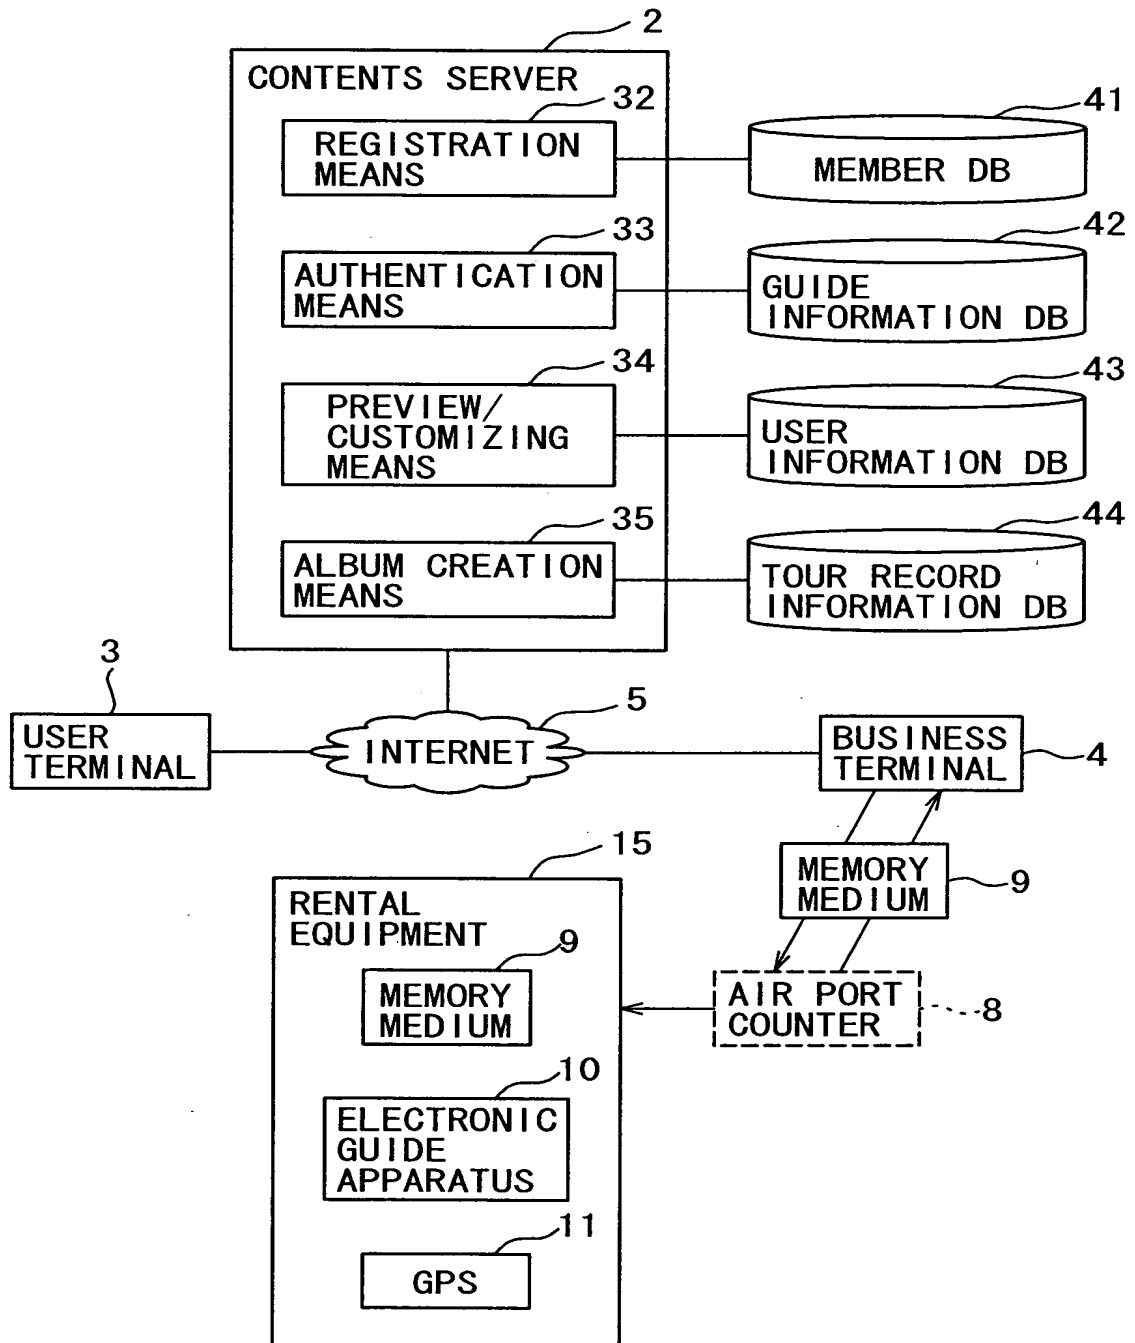 2
CONTENTS SERVER
32
REGISTRATION
MEANS
41
MEMBER DB
33
AUTHENTICATION
MEANS
42
GUIDE
INFORMATION DB
34
PREVIEW/
CUSTOMIZING
MEANS
43
USER
INFORMATION DB
35
ALBUM CREATION
MEANS
44
TOUR RECORD
INFORMATION DB
3
USER
TERMINAL
5
INTERNET
BUSINESS
TERMINAL
4
MEMORY
MEDIUM
9
AIR PORT
COUNTER
8
15
RENTAL
EQUIPMENT
9
MEMORY
MEDIUM
10
ELECTRONIC
GUIDE
APPARATUS
11
GPS